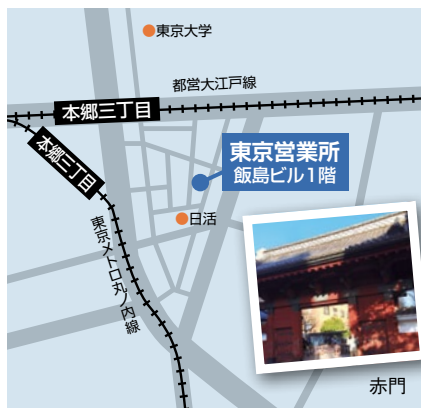 東京大学
都営大江戸線
本郷三丁目
本郷三丁目
東京営業所
飯島ビル1階
日活
東京メトロ丸ノ内線
赤門